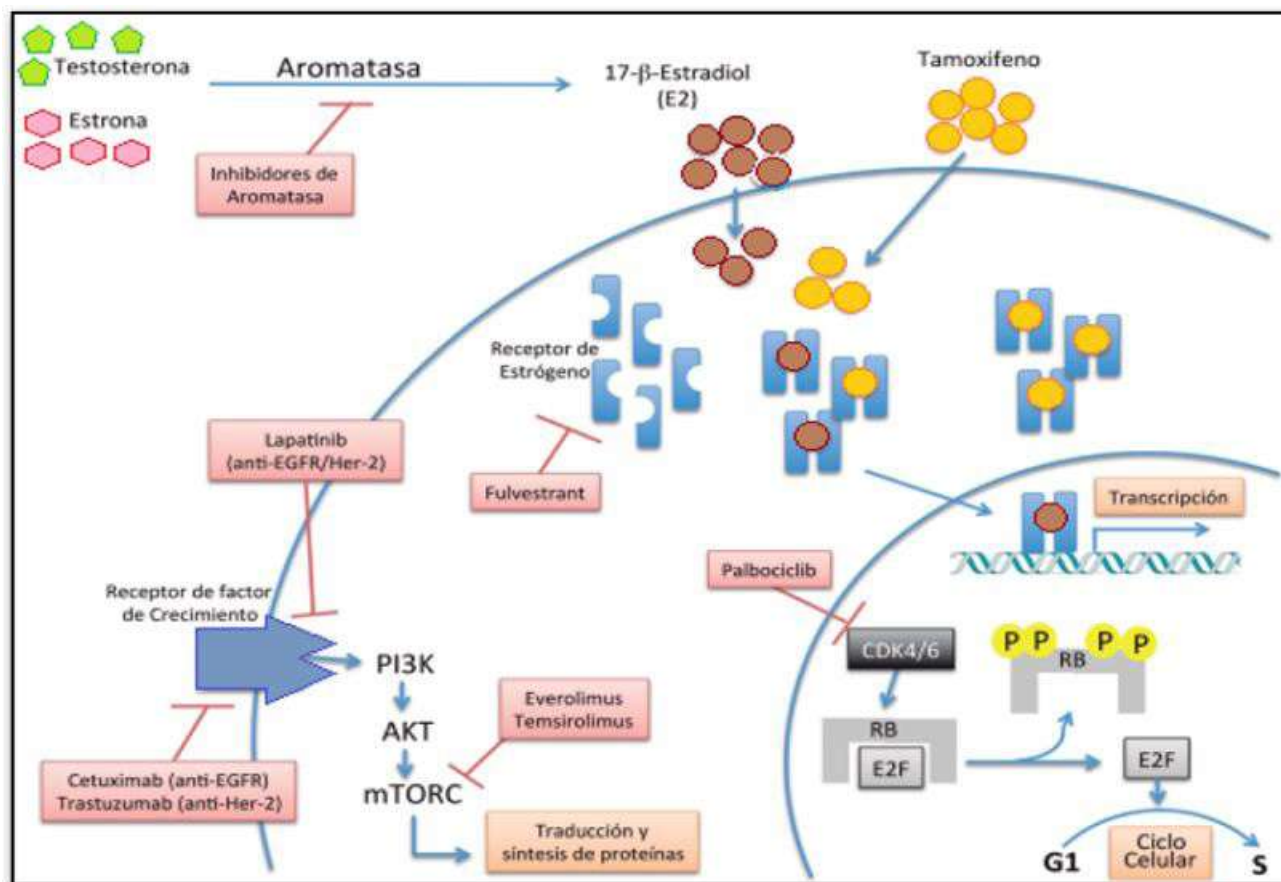 Testosterona
Aromatasa
17-β-Estradiol
(E2)
Tamoxifeno
Estrona
Inhibidores de
Aromatasa
Receptor de
Estrógeno
Lapatinib
(anti-EGFR/Her-2)
Fulvestrant
Transcripción
Palbociclib
Receptor de factor
de Crecimiento
CDK4/6
P P P P
RB
PI3K
Everolimus
Temsirolimus
AKT
RB
E2F
E2F
Cetuximab (anti-EGFR)
Trastuzumab (anti-Her-2)
mTORC
Traducción y
síntesis de proteínas
G1
Ciclo
Celular
S